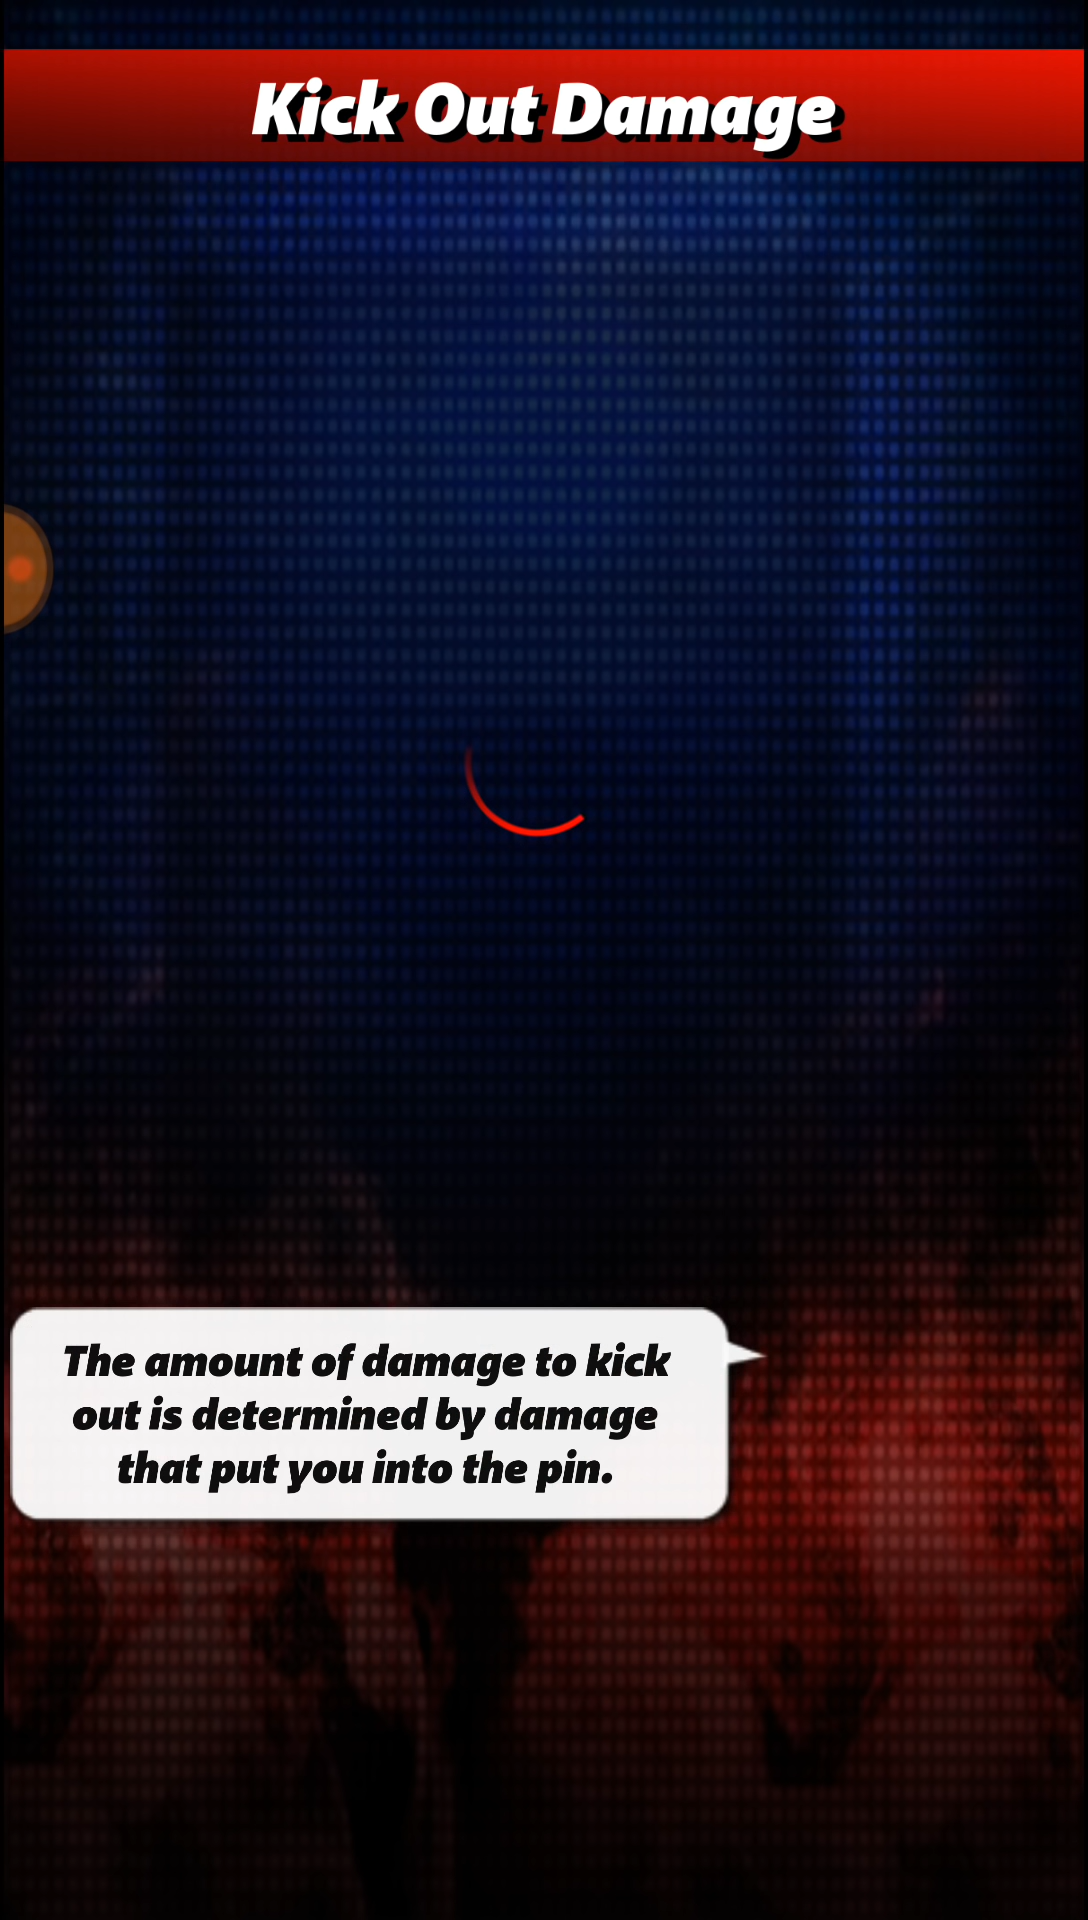 Kick Out Damage
The amount of damage to kick
out is determined by damage
that put you into the pin.